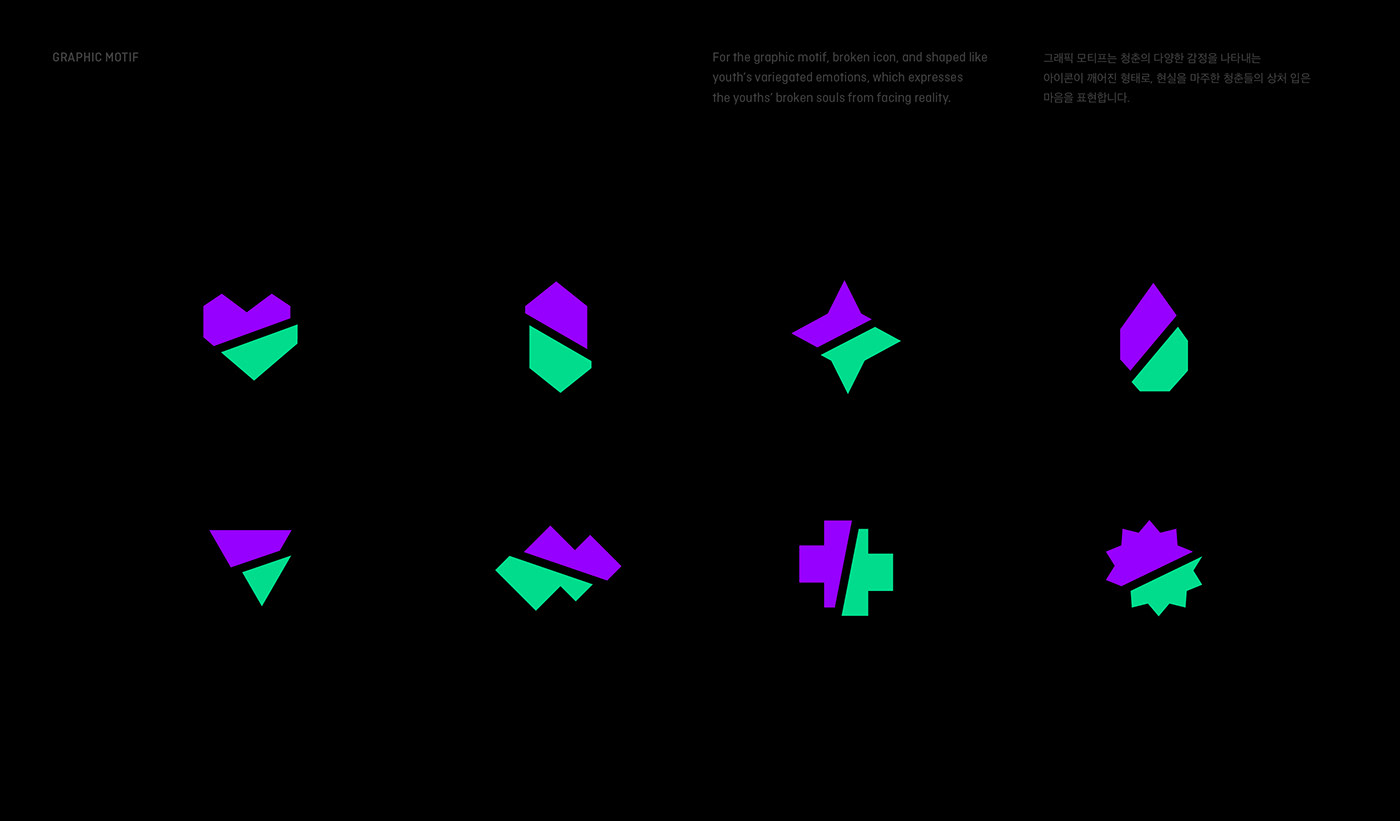 GRAPHIC MOTIF
For the graphic motif, broken icon, and shaped like
youth's variegated emotions, which expresses
the youths' broken souls from facing reality.
그래픽 모티프는 청춘의 다양한 감정을 나타내는
아이콘이 깨어진 형태로, 현실을 마주한 청춘들의 상처 입은
마음을 표현합니다.